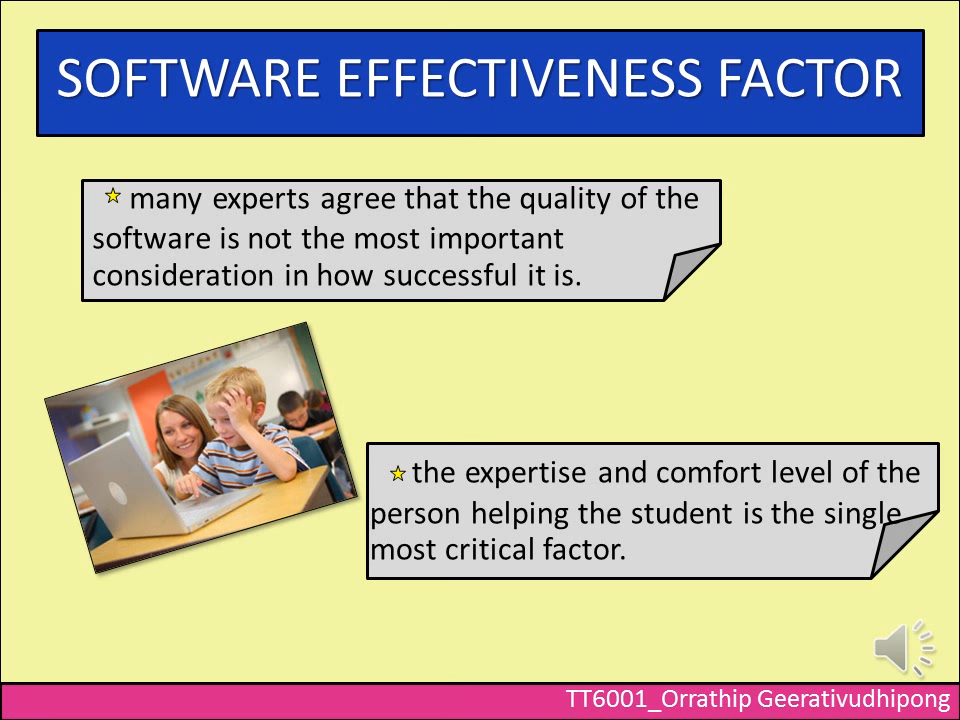 SOFTWARE EFFECTIVENESS FACTOR
many experts agree that the quality of the
software is not the most important
consideration in how successful it is.
the expertise and comfort level of the
person helping the student is the single
most critical factor.
TT6001_Orrathip Geerativudhipong